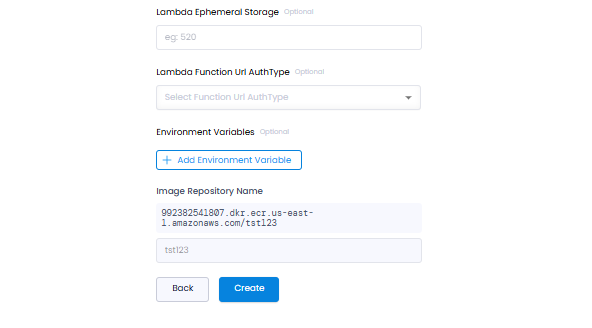 Lambda Ephemeral Storage Optional
eg: 520
Lambda Function Url AuthType Optional
Select Function Url AuthType
Environment Variables Optional
+ Add Environment Variable
Image Repository Name
992382541807.dkr.ecr.us-east-
1.amazonaws.com/tst123
tst123
Back Create